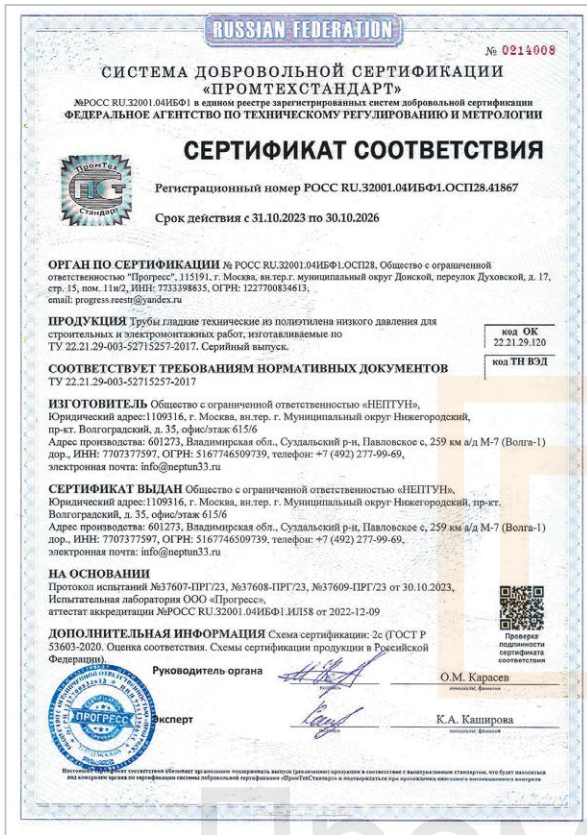 RUSSIAN FEDERATION
№ 0214008
СИСТЕМА ДОБРОВОЛЬНОЙ СЕРТИФИКАЦИИ
«ПРОМТЕХСТАНДАРТ»
№РОСС RU.32001.04ИБФ1 в едином реестре зарегистрированных систем добровольной сертификации
ФЕДЕРАЛЬНОЕ АГЕНТСТВО ПО ТЕХНИЧЕСКОМУ РЕГУЛИРОВАНИЮ И МЕТРОЛОГИИ
ПромТех
Стандарт
СЕРТИФИКАТ СООТВЕТСТВИЯ
Регистрационный номер РОСС RU.32001.04ИБФ1.ОСП28.41867
Срок действия с 31.10.2023 по 30.10.2026
ОРГАН ПО СЕРТИФИКАЦИИ № РОСС RU.32001.04ИБФ1.ОСП28, Общество с ограниченной
ответственностью "Прогресс", 115191, г. Москва, вн.тер.г. муниципальный округ Донской, переулок Духовской, д. 17,
стр. 15, пом. 11н/2, ИНН: 7733398635, ОГРН: 1227700834613,
email: progress.reestr@yandex.ru
ПРОДУКЦИЯ Трубы гладкие технические из полиэтилена низкого давления для
строительных и электромонтажных работ, изготавливаемые по
ТУ 22.21.29-003-52715257-2017. Серийный выпуск.
код ОК
22.21.29.120
СООТВЕТСТВУЕТ ТРЕБОВАНИЯМ НОРМАТИВНЫХ ДОКУМЕНТОВ
ТУ 22.21.29-003-52715257-2017
код ТН ВЭД
ИЗГОТОВИТЕЛЬ Общество с ограниченной ответственностью «НЕПТУН»,
Юридический адрес:1109316, г. Москва, вн.тер. г. Муниципальный округ Нижегородский,
пр-кт. Волгоградский, д. 35, офис/этаж 615/6
Адрес производства: 601273, Владимирская обл., Суздальский р-н, Павловское с, 259 км а/д М-7 (Волга-1)
дор., ИНН: 7707377597, ОГРН: 5167746509739, телефон: +7 (492) 277-99-69,
электронная почта: info@neptun33.ru
СЕРТИФИКАТ ВЫДАН Общество с ограниченной ответственностью «НЕПТУН»,
Юридический адрес:1109316, г. Москва, вн.тер. г. Муниципальный округ Нижегородский, пр-кт.
Волгоградский, д. 35, офис/этаж 615/6
Адрес производства: 601273, Владимирская обл., Суздальский р-н, Павловское с, 259 км а/д М-7 (Волга-1)
дор., ИНН: 7707377597, ОГРН: 5167746509739, телефон: +7 (492) 277-99-69,
электронная почта: info@neptun33.ru
НА ОСНОВАНИИ
Протокол испытаний №37607-ПРГ/23, №37608-ПРГ/23, №37609-ПРГ/23 от 30.10.2023,
Испытательная лаборатория ООО «Прогресс»,
аттестат аккредитации №РОСС RU.32001.04ИБФ1.ИЛ58 от 2022-12-09
Проверка
подлинности
сертификата
соответствия
ДОПОЛНИТЕЛЬНАЯ ИНФОРМАЦИЯ Схема сертификации: 2с (ГОСТ Р
53603-2020. Оценка соответствия. Схемы сертификации продукции в Российской
Федерации).
Руководитель органа
подпись
О.М. Карасев
инициалы, фамилия
ПРОГРЕСС
Эксперт
подпись
К.А. Каширова
инициалы, фамилия